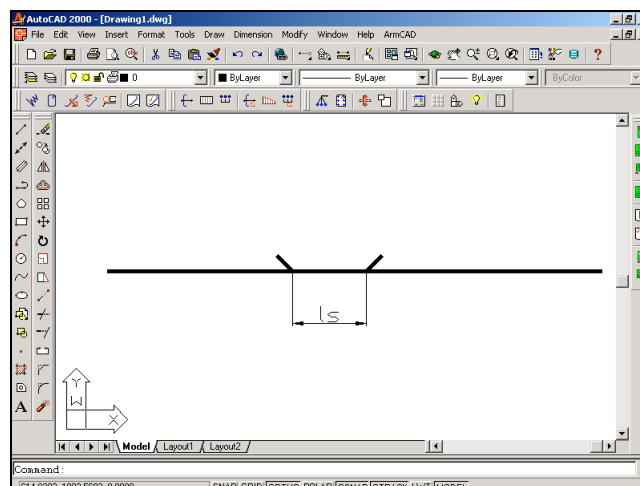 AutoCAD 2000 - [Drawing1.dwg]
File Edit View Insert Format Tools Draw Dimension Modify Window Help ArmCAD
0 ByLayer ByLayer ByLayer ByColor
ls
Y
W
X
A
Model Layout1 Layout2
Command:
SNAP GRID ORTHO POLAR OSNAP OTRACK LWT MODEL